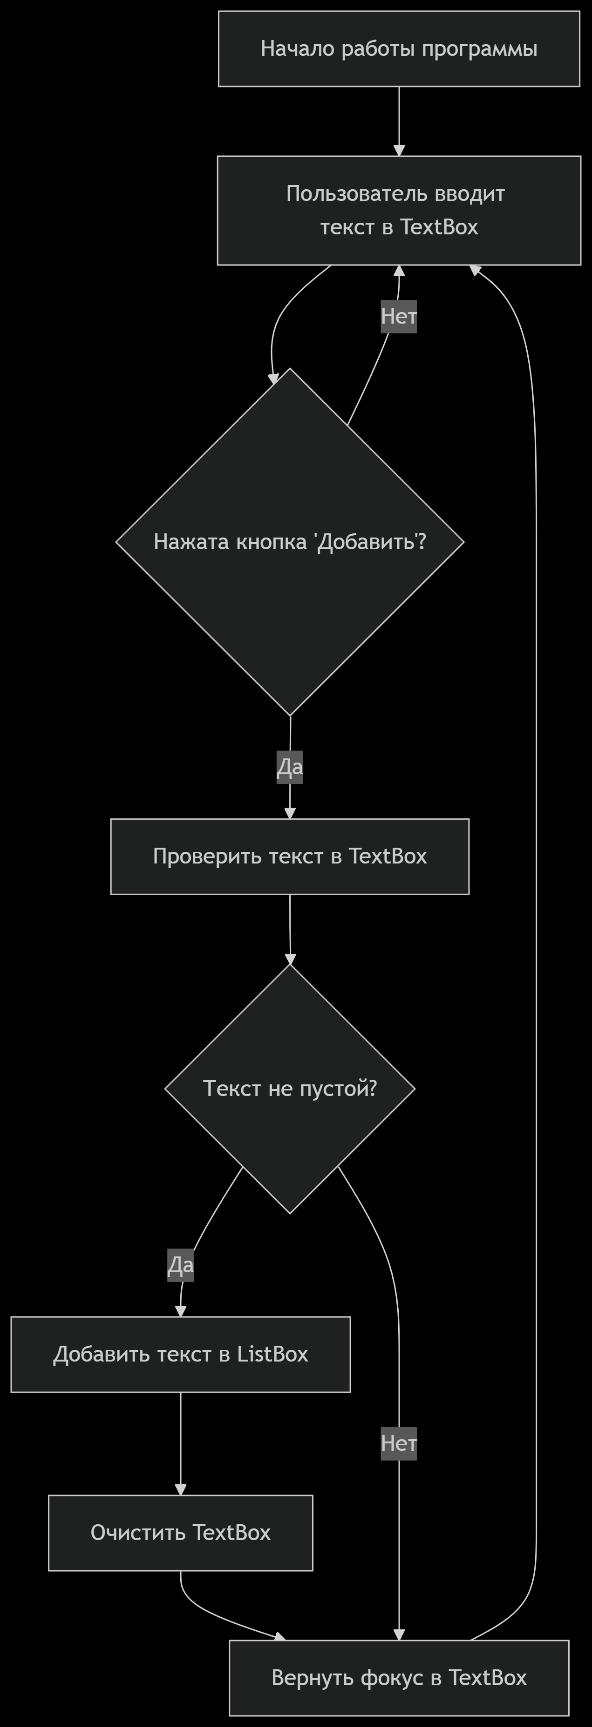 Начало работы программы
Пользователь вводит
текст в TextBox
Нет
Нажата кнопка 'Добавить'?
Да
Проверить текст в TextBox
Текст не пустой?
Да
Добавить текст в ListBox
Нет
Очистить TextBox
Вернуть фокус в TextBox